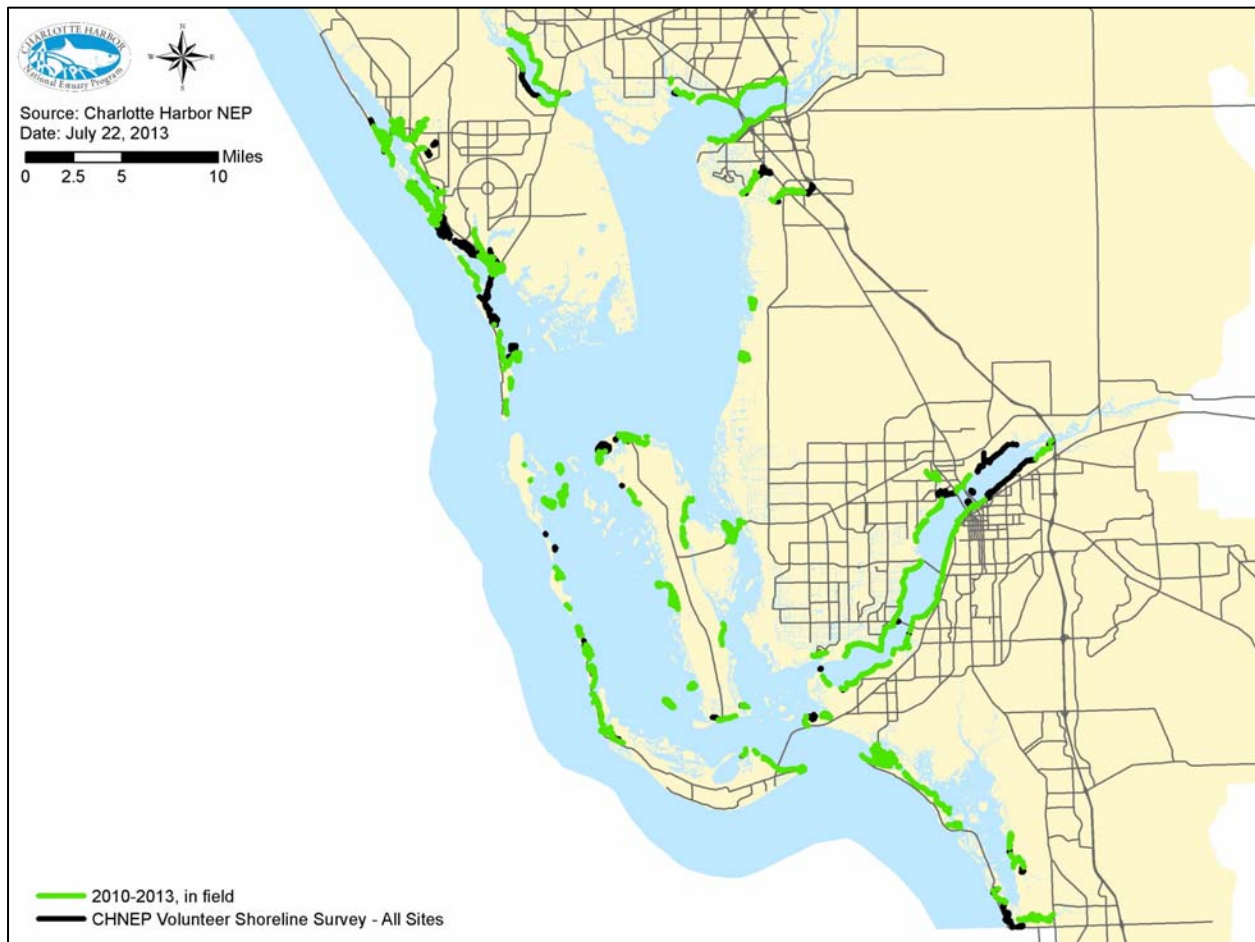 CHARLOTTE HARBOR
National Estuary Program
N
W
E
S
Source: Charlotte Harbor NEP
Date: July 22, 2013
Miles
0 2.5 5 10
2010-2013, in field
CHNEP Volunteer Shoreline Survey - All Sites